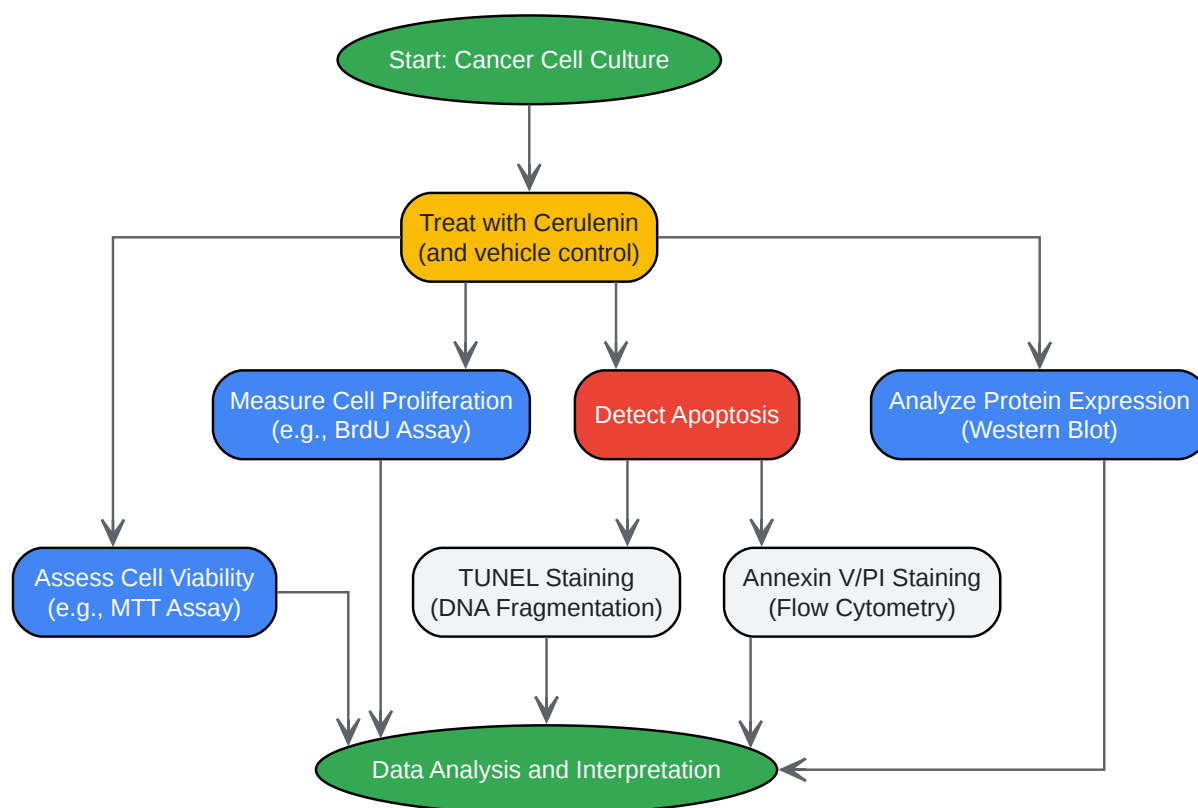 Start: Cancer Cell Culture
Treat with Cerulenin
(and vehicle control)
Measure Cell Proliferation
(e.g., BrdU Assay)
Detect Apoptosis
Analyze Protein Expression
(Western Blot)
Assess Cell Viability
(e.g., MTT Assay)
TUNEL Staining
(DNA Fragmentation)
Annexin V/PI Staining
(Flow Cytometry)
Data Analysis and Interpretation